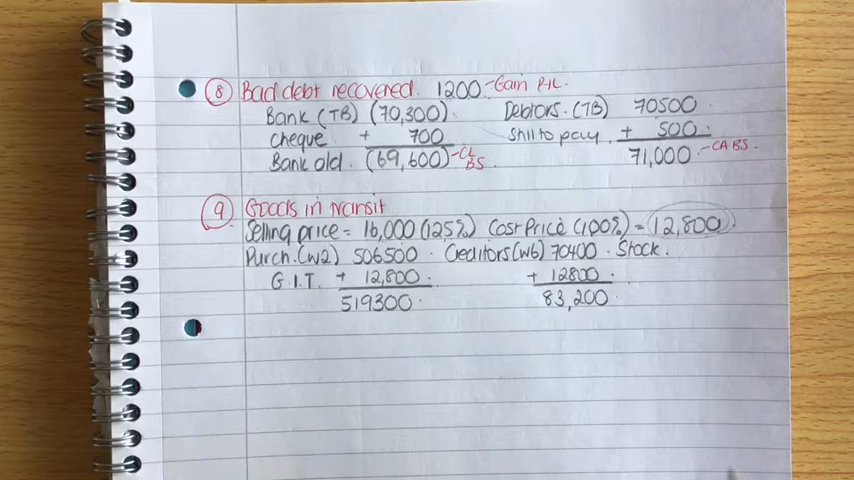 8 Bad debt recovered. 1200 - Gain P+L.
Bank (TB) (70,300). Debtors. (TB) 70500
cheque + 700 Still to pay. + 500.
Bank o/d. (69,600) - CL BS. 71,000 - CA BS.
9 Goods in transit
Selling price = 16,000 (125%) Cost Price (100%) = 12,800
Purch. (W2) 506500 . Creditors (W6) 70400 . Stock.
G.I.T. + 12,800. + 12800.
519300. 83,200.